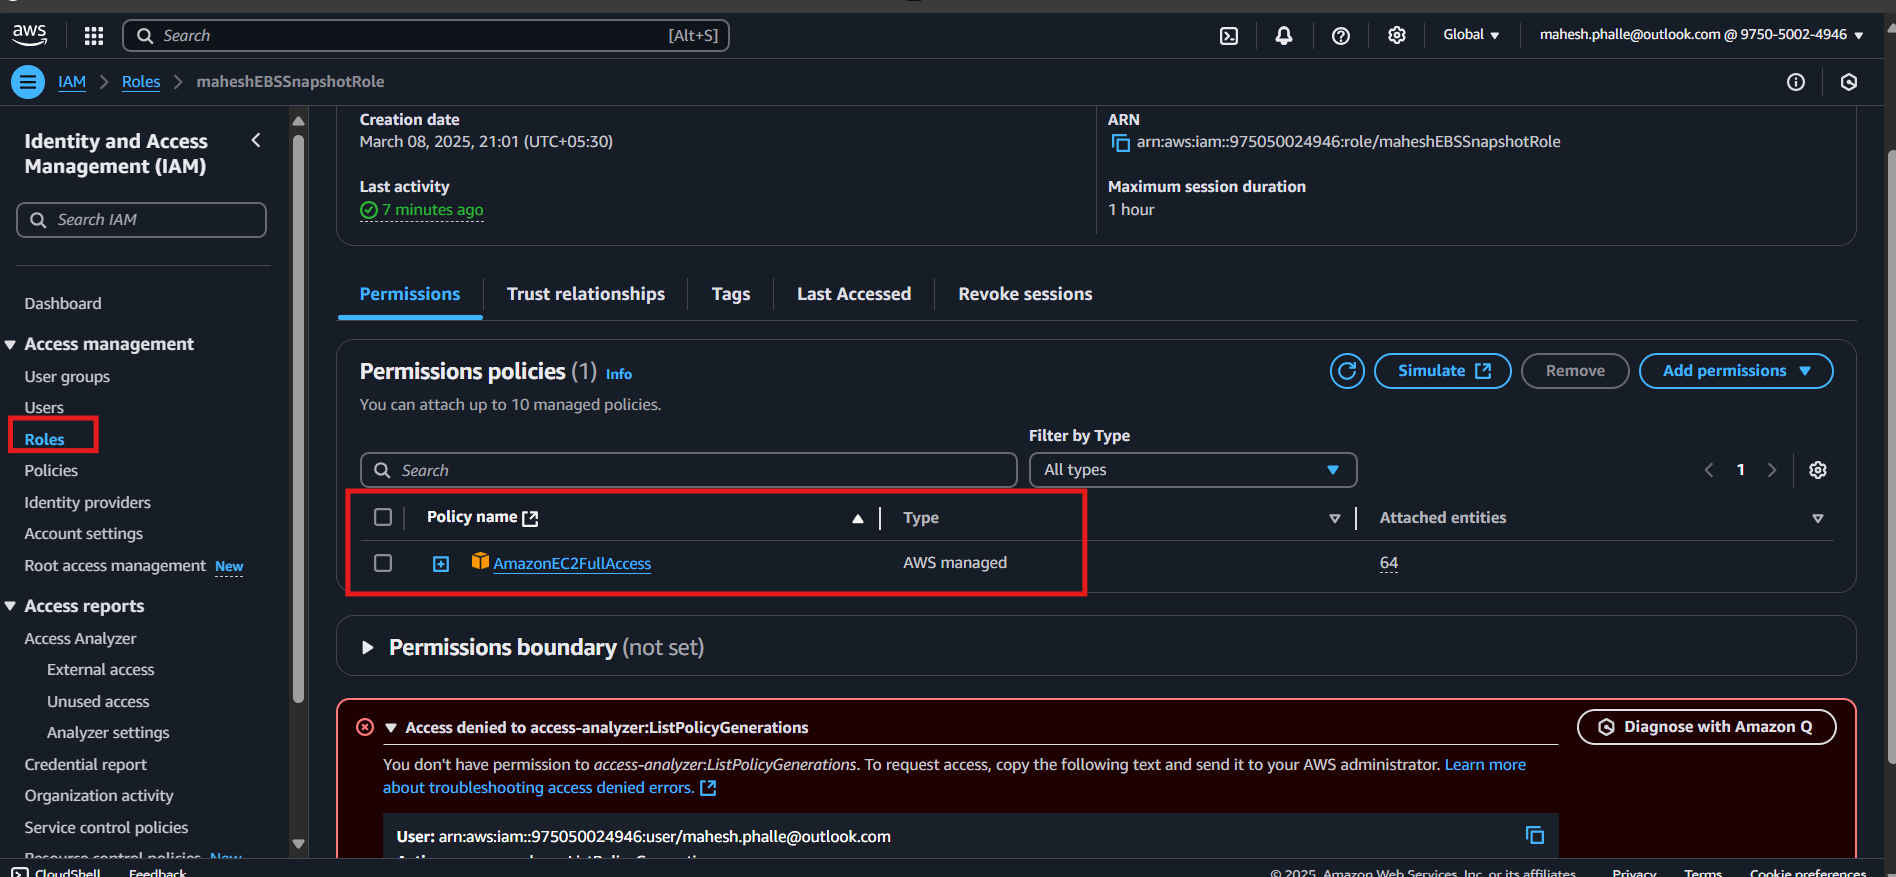 aws
Search [Alt+S]
Global
mahesh.phalle@outlook.com @ 9750-5002-4946
IAM
Roles
maheshEBSSnapshotRole
Identity and Access
Management (IAM)
Search IAM
Dashboard
Access management
User groups
Users
Roles
Policies
Identity providers
Account settings
Root access management New
Access reports
Access Analyzer
External access
Unused access
Analyzer settings
Credential report
Organization activity
Service control policies
Resource control policies New
Creation date
March 08, 2025, 21:01 (UTC+05:30)
ARN
arn:aws:iam::975050024946:role/maheshEBSSnapshotRole
Last activity
7 minutes ago
Maximum session duration
1 hour
Permissions
Trust relationships
Tags
Last Accessed
Revoke sessions
Permissions policies (1) Info
You can attach up to 10 managed policies.
Simulate
Remove
Add permissions
Filter by Type
Search
All types
1
Policy name
Type
Attached entities
AmazonEC2FullAccess
AWS managed
64
Permissions boundary (not set)
Access denied to access-analyzer:ListPolicyGenerations
Diagnose with Amazon Q
You don't have permission to access-analyzer:ListPolicyGenerations. To request access, copy the following text and send it to your AWS administrator. Learn more
about troubleshooting access denied errors.
User: arn:aws:iam::975050024946:user/mahesh.phalle@outlook.com
CloudShell
Feedback
© 2025, Amazon Web Services, Inc. or its affiliates.
Privacy
Terms
Cookie preferences